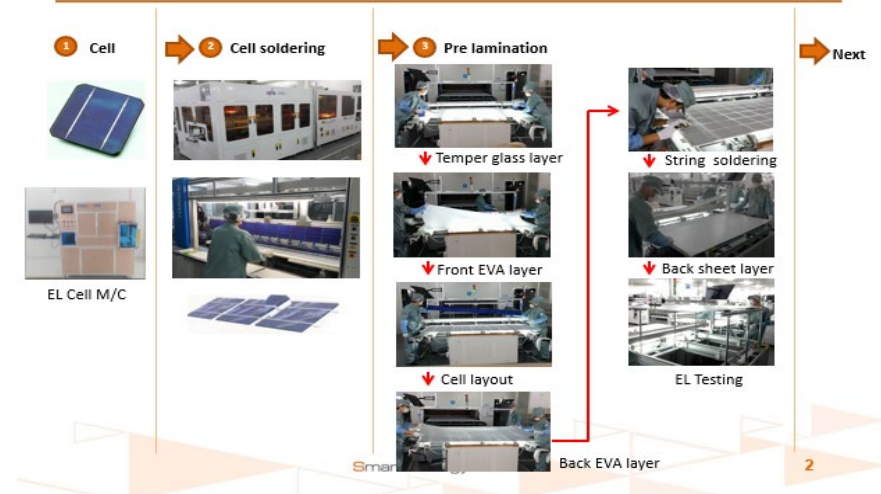 1 Cell
2 Cell soldering
3 Pre lamination
Next
EL Cell M/C
Temper glass layer
Front EVA layer
Cell layout
Back EVA layer
String soldering
Back sheet layer
EL Testing
Smar
2